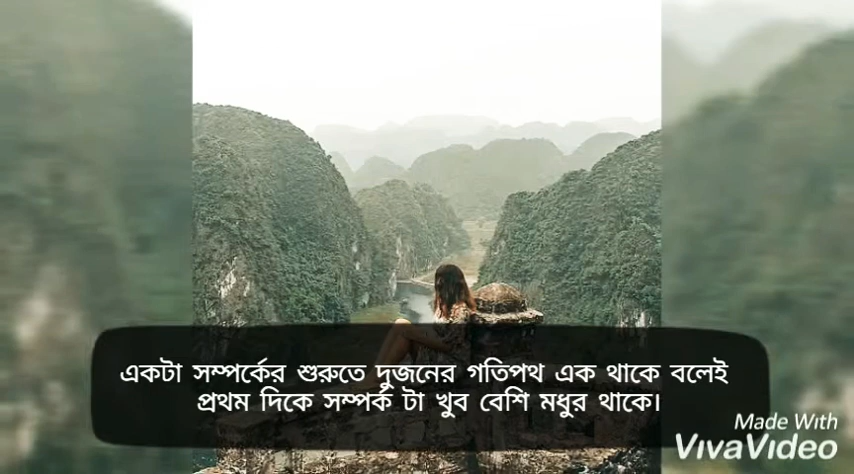 একটা সম্পর্কের শুরুতে দুজনের গতিপথ এক থাকে বলেই
প্রথম দিকে সম্পর্ক টা খুব বেশি মধুর থাকে।
Made With
VivaVideo